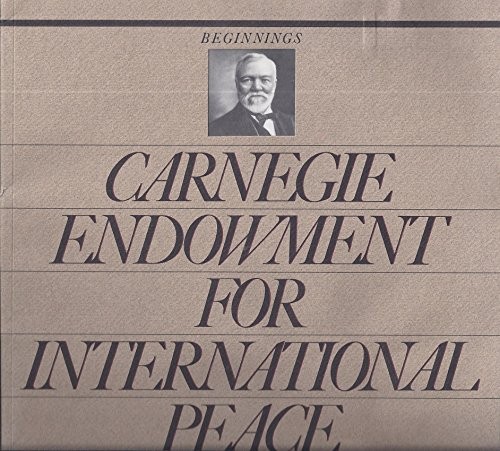 BEGINNINGS
CARNEGIE
ENDOWMENT
FOR
INTERNATIONAL
PEACE